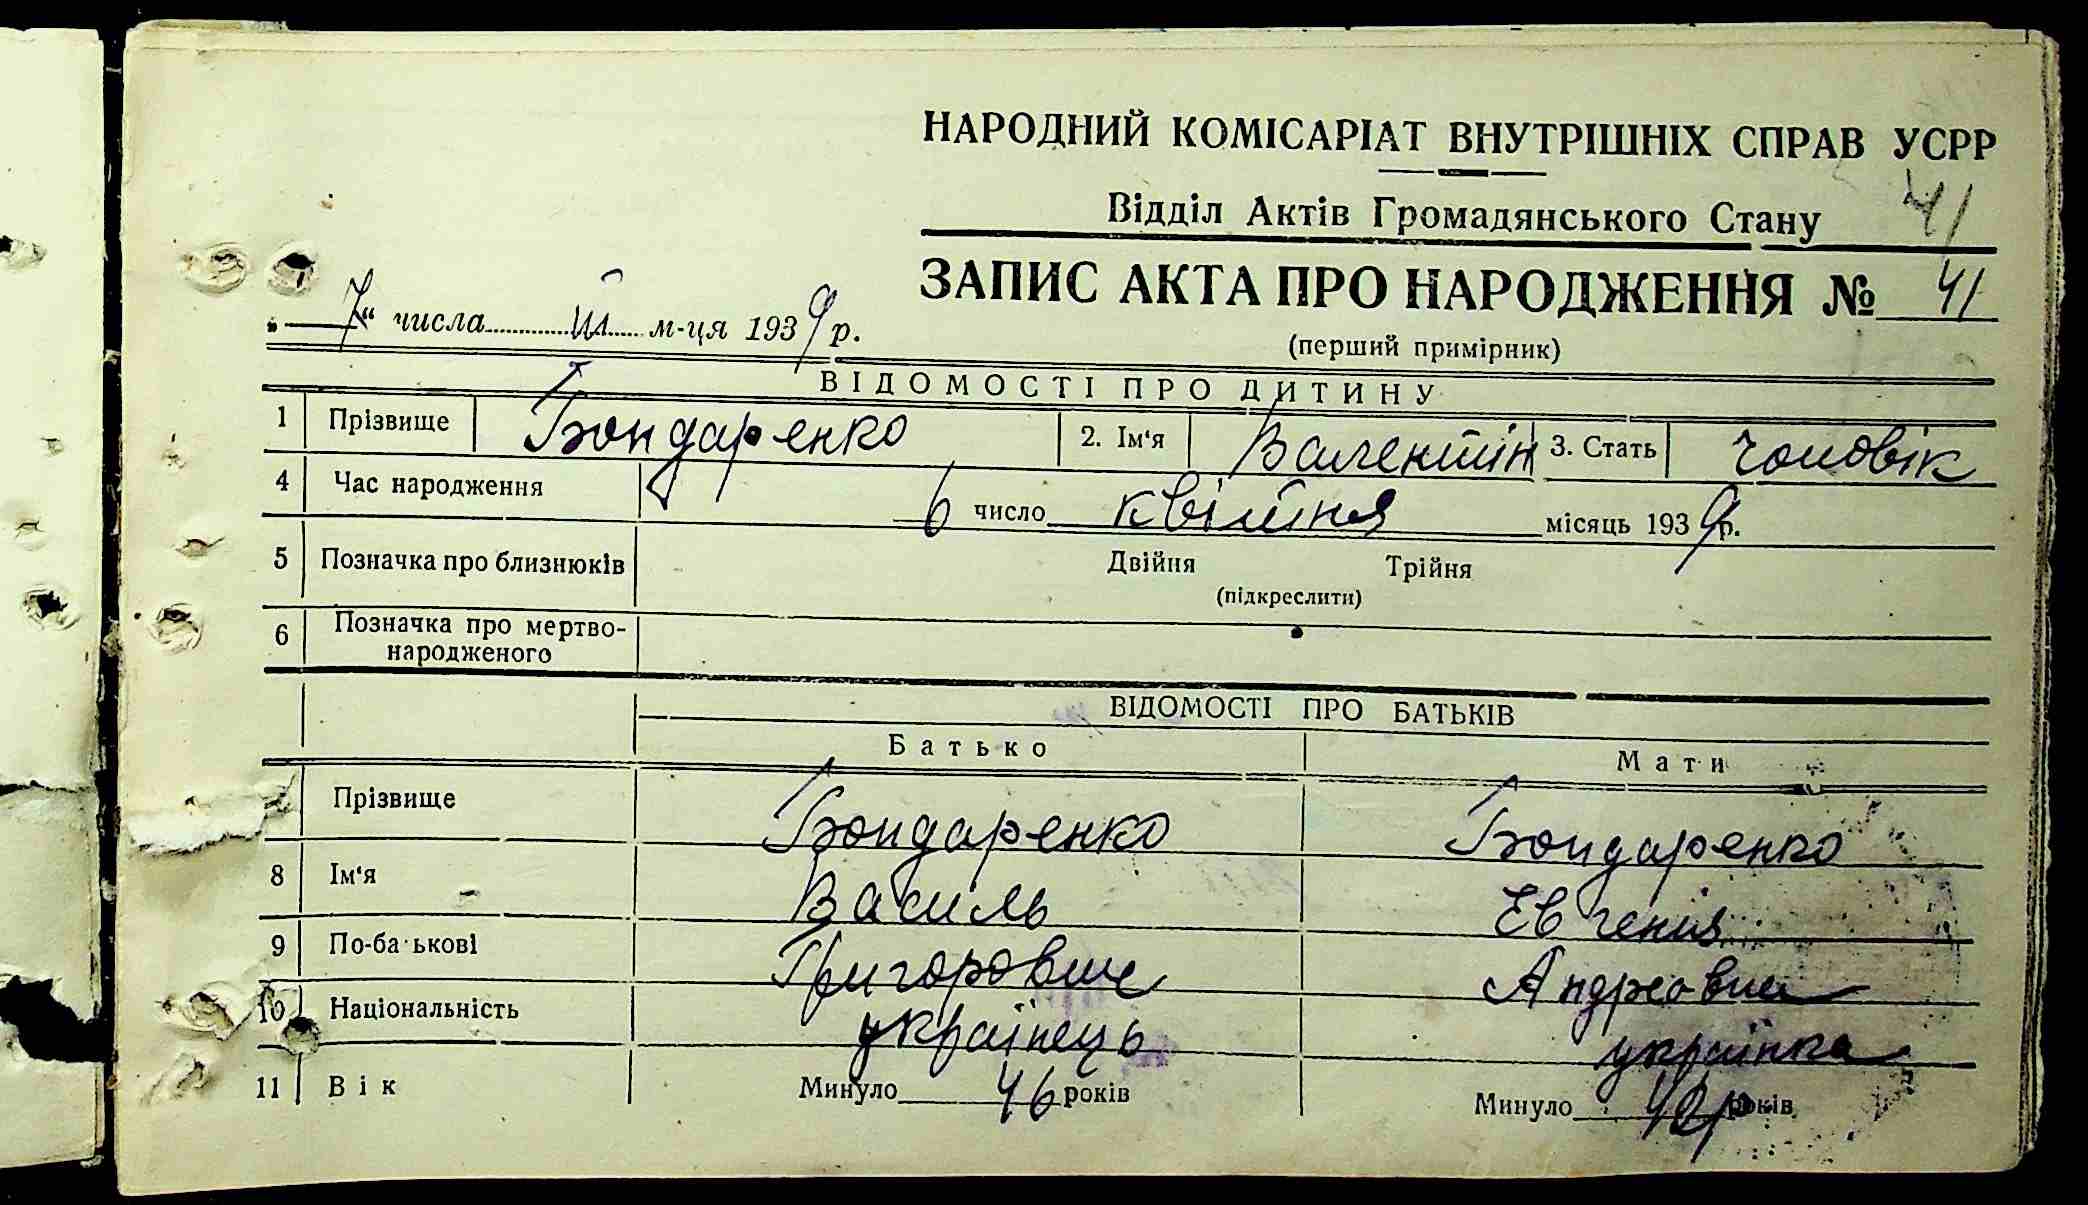 НАРОДНИЙ КОМІСАРІАТ ВНУТРІШНІХ СПРАВ УСРР
Відділ Актів Громадянського Стану 41
ЗАПИС АКТА ПРО НАРОДЖЕННЯ № 41
(перший примірник)
„ 7“ числа м-ця 1939 р.
ВІДОМОСТІ ПРО ДИТИНУ
1 Прізвище Бондаренко 2. Ім‘я Валентін 3. Стать чоловік
4 Час народження 6 число квітня місяць 1939 р.
5 Позначка про близнюків Двійня Трійня
(підкреслити)
6 Позначка про мертво-
народженого
ВІДОМОСТІ ПРО БАТЬКІВ
Батько Мати
Прізвище Бондаренко Бондаренко
8 Ім‘я Василь Евгенія
9 По-батькові Григорович
10 Національність українець українка
11 Вік Минуло 46 років Минуло років